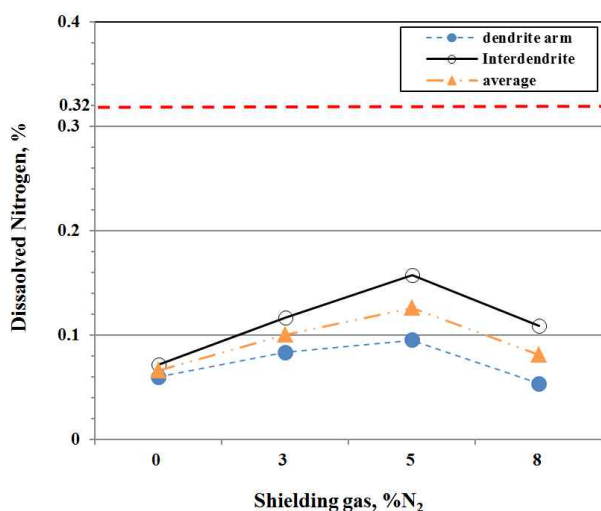 0.4
dendrite arm
Interdendrite
average
0.32
0.3
0.2
0.1
0
Dissaolved Nitrogen, %
0 3 5 8
Shielding gas, %N₂